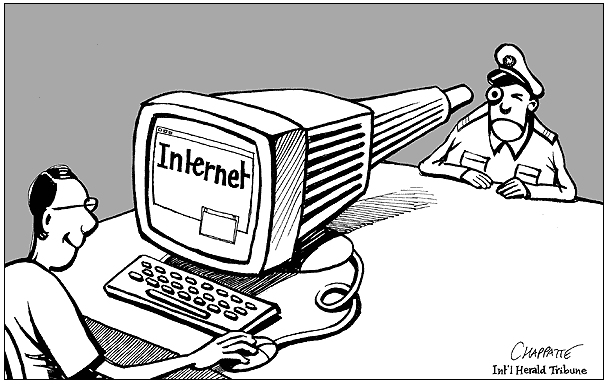 Internet
CHAPPATTE
Int'l Herald Tribune